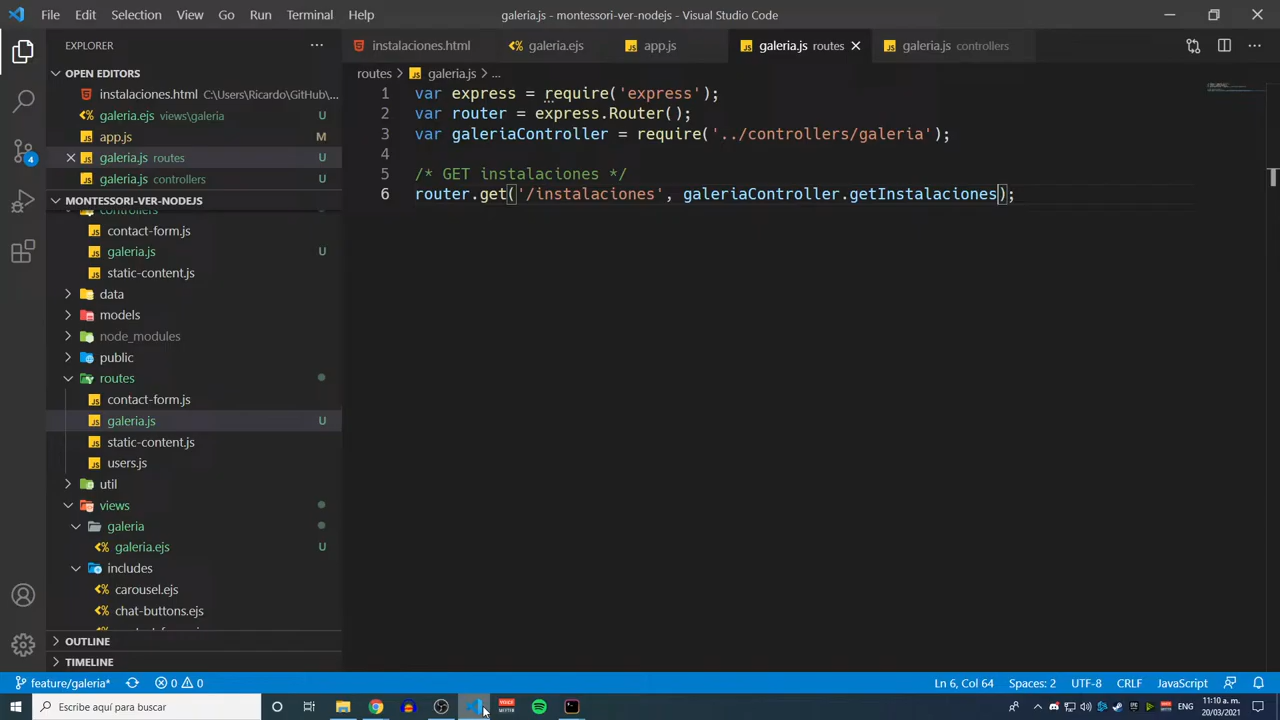 File Edit Selection View Go Run Terminal Help
galeria.js - montessori-ver-nodejs - Visual Studio Code
EXPLORER
instalaciones.html
galeria.ejs
app.js
galeria.js routes
galeria.js controllers
OPEN EDITORS
instalaciones.html C:\Users\Ricardo\GitHub\...
galeria.ejs views\galeria U
app.js M
galeria.js routes U
galeria.js controllers U
MONTESSORI-VER-NODEJS
controllers
contact-form.js
galeria.js U
static-content.js
data
models
node_modules
public
routes
contact-form.js
galeria.js U
static-content.js
users.js
util
views
galeria
galeria.ejs U
includes
carousel.ejs
chat-buttons.ejs
OUTLINE
TIMELINE
4
routes > galeria.js > ...
1 var express = require('express');
2 var router = express.Router();
3 var galeriaController = require('../controllers/galeria');
4
5 /* GET instalaciones */
6 router.get('/instalaciones', galeriaController.getInstalaciones);
feature/galeria* 0 0
Ln 6, Col 64 Spaces: 2 UTF-8 CRLF JavaScript
Escribe aquí para buscar
ENG
11:10 a. m.
20/03/2021